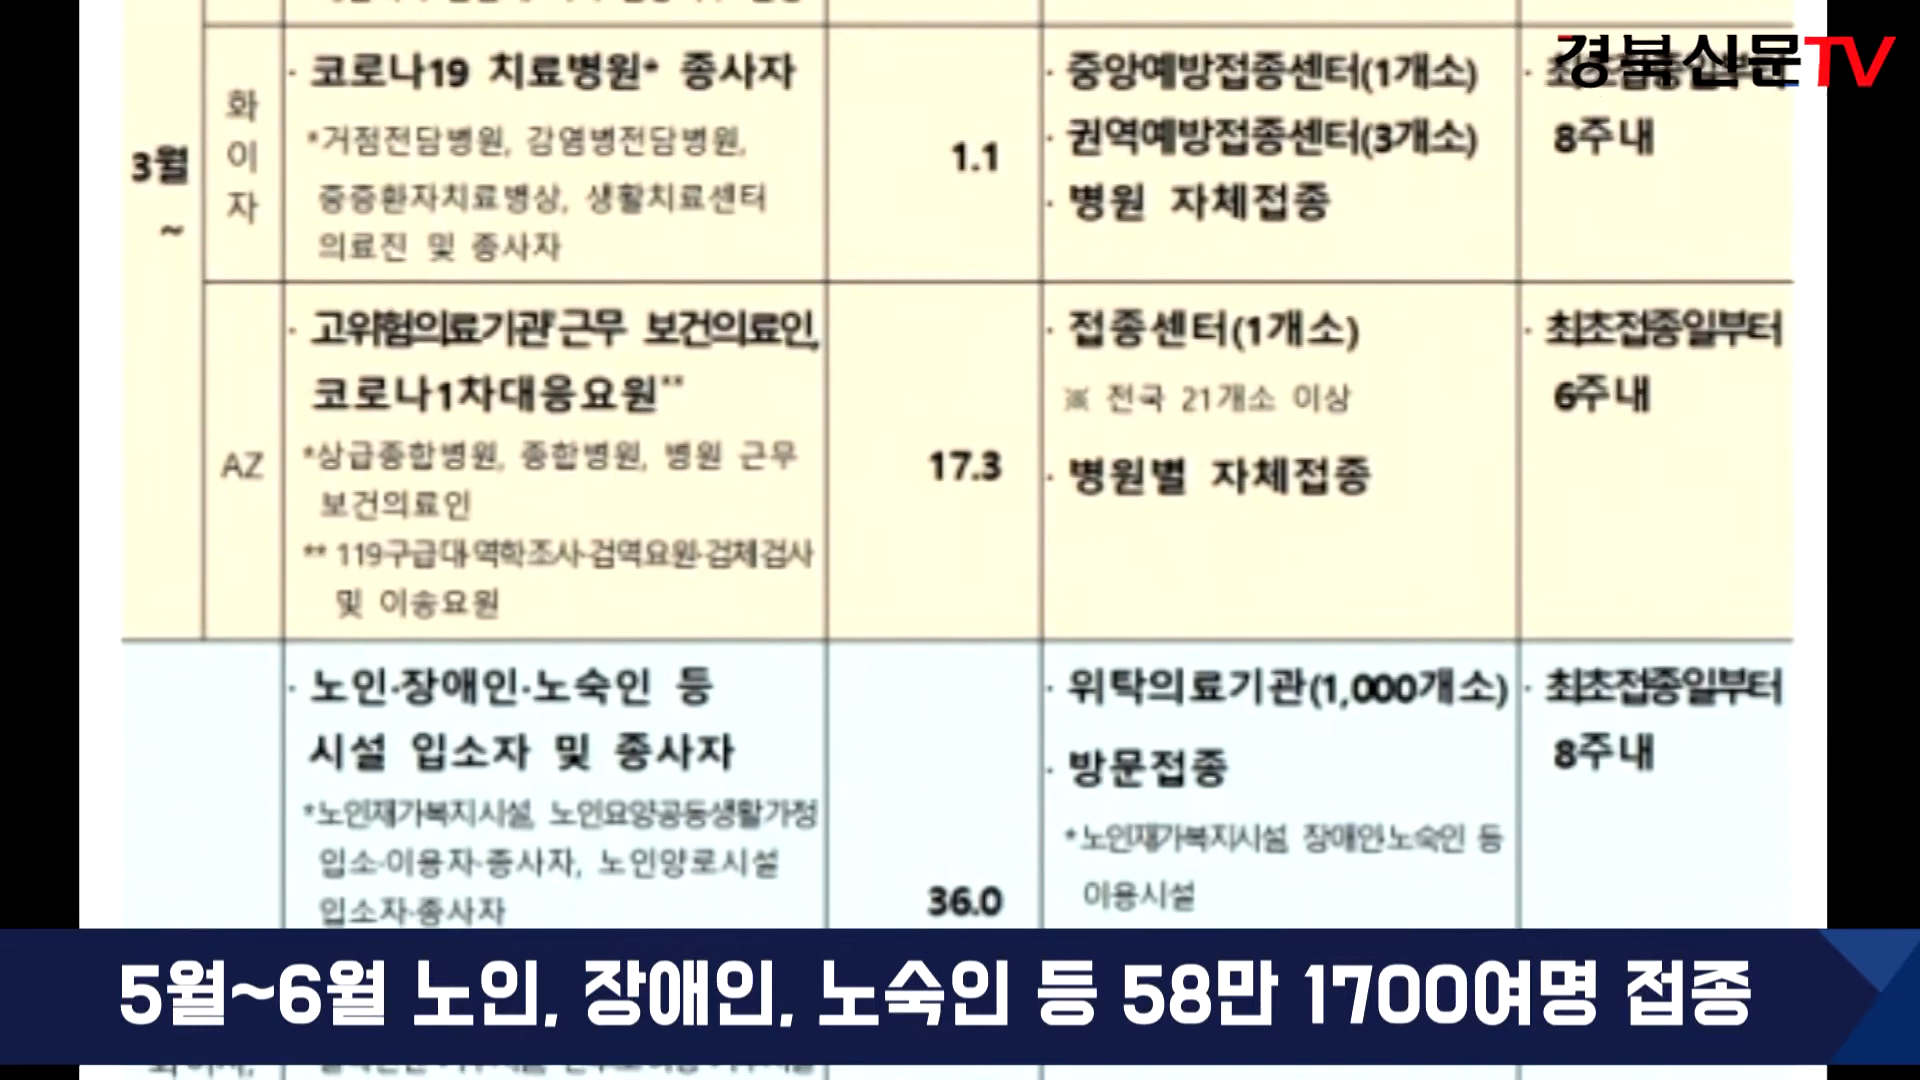 경북신문TV
3월
~
화
이
자
· 코로나19 치료병원* 종사자
*거점전담병원, 감염병전담병원,
중증환자치료병상, 생활치료센터
의료진 및 종사자
1.1
· 중앙예방접종센터(1개소)
· 권역예방접종센터(3개소)
· 병원 자체접종
· 최초접종일부터
8주 내
AZ
· 고위험의료기관*근무 보건의료인,
코로나1차대응요원**
*상급종합병원, 종합병원, 병원 근무
보건의료인
** 119구급대·역학조사·검역요원·검체검사
및 이송요원
17.3
· 접종센터(1개소)
※ 전국 21개소 이상
· 병원별 자체접종
· 최초접종일부터
6주 내
· 노인·장애인·노숙인 등
시설 입소자 및 종사자
*노인재가복지시설, 노인요양공동생활가정
입소·이용자·종사자, 노인양로시설
입소자·종사자
36.0
· 위탁의료기관(1,000개소)
· 방문접종
*노인재가복지시설, 장애인·노숙인 등
이용시설
· 최초접종일부터
8주 내
5월~6월 노인, 장애인, 노숙인 등 58만 1700여명 접종